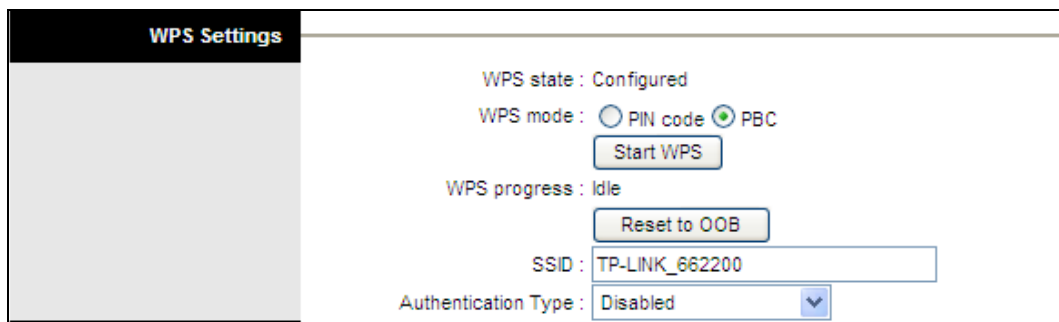 WPS Settings
WPS state : Configured
WPS mode : PIN code PBC
Start WPS
WPS progress : Idle
Reset to OOB
SSID : TP-LINK_662200
Authentication Type : Disabled